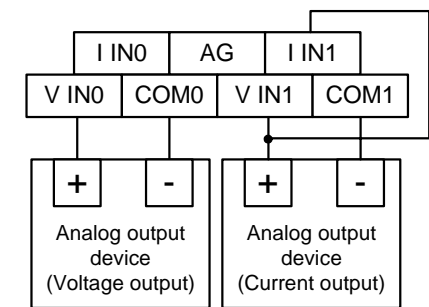 I IN0 AG I IN1
V IN0 COM0 V IN1 COM1
+ - + -
Analog output
device
(Voltage output)
Analog output
device
(Current output)